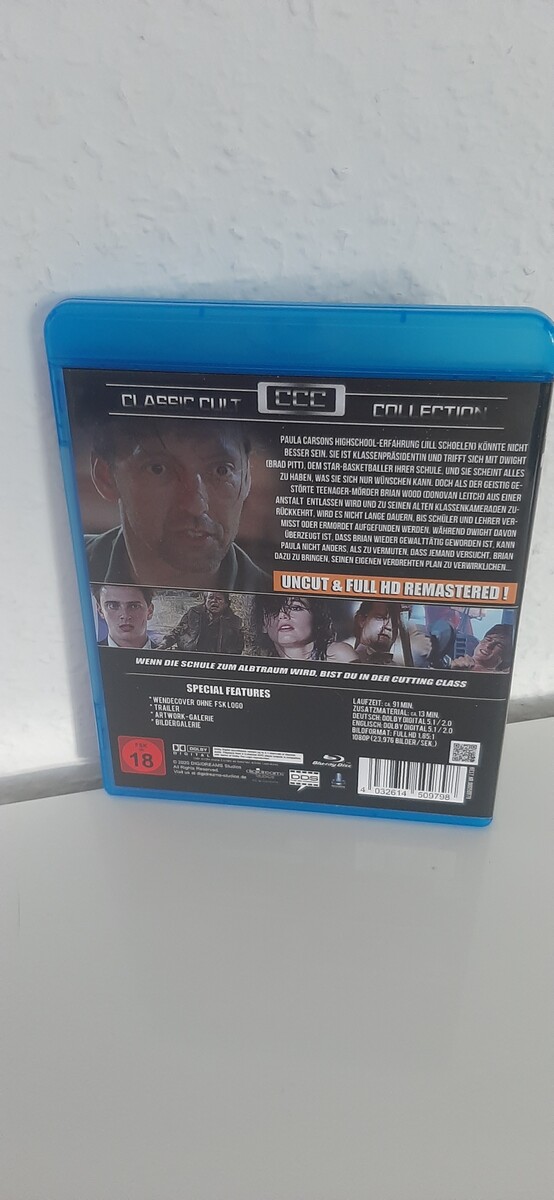 CLASSIC CULT CCC COLLECTION
PAULA CARSONS HIGHSCHOOL-ERFAHRUNG (JILL SCHOELEN) KÖNNTE NICHT
BESSER SEIN. SIE IST KLASSENPRÄSIDENTIN UND TRIFFT SICH MIT DWIGHT
(BRAD PITT), DEM STAR-BASKETBALLER IHRER SCHULE, UND SIE SCHEINT ALLES
ZU HABEN, WAS SIE SICH NUR WÜNSCHEN KANN. DOCH ALS DER GEISTIG GE-
STÖRTE TEENAGER-MÖRDER BRIAN WOOD (DONOVAN LEITCH) AUS EINER
ANSTALT ENTLASSEN WIRD UND ZU SEINEN ALTEN KLASSENKAMERADEN ZU-
RÜCKKEHRT, WIRD ES NICHT LANGE DAUERN, BIS SCHÜLER UND LEHRER VER-
MISST ODER ERMORDET AUFGEFUNDEN WERDEN. WÄHREND DWIGHT DAVON
ÜBERZEUGT IST, DASS BRIAN WIEDER GEWALTTÄTIG GEWORDEN IST, KANN
PAULA NICHT ANDERS, ALS ZU VERMUTEN, DASS JEMAND VERSUCHT, BRIAN
DAZU ZU BRINGEN, SEINEN EIGENEN VERDREHTEN PLAN ZU VERWIRKLICHEN...
UNCUT & FULL HD REMASTERED !
WENN DIE SCHULE ZUM ALBTRAUM WIRD, BIST DU IN DER CUTTING CLASS
SPECIAL FEATURES
* WENDECOVER OHNE FSK LOGO
* TRAILER
* ARTWORK-GALERIE
* BILDERGALERIE
LAUFZEIT: CA. 91 MIN.
ZUSATZMATERIAL: CA. 13 MIN.
DEUTSCH: DOLBY DIGITAL 5.1 / 2.0
ENGLISCH: DOLBY DIGITAL 5.1 / 2.0
BILDFORMAT: FULL HD 1.85:1
1080P (23,976 BILDER/SEK.)
FSK
18
DOLBY
DIGITAL
All Rights Reserved.
DDS
Blu-ray Disc
4 032614 509798